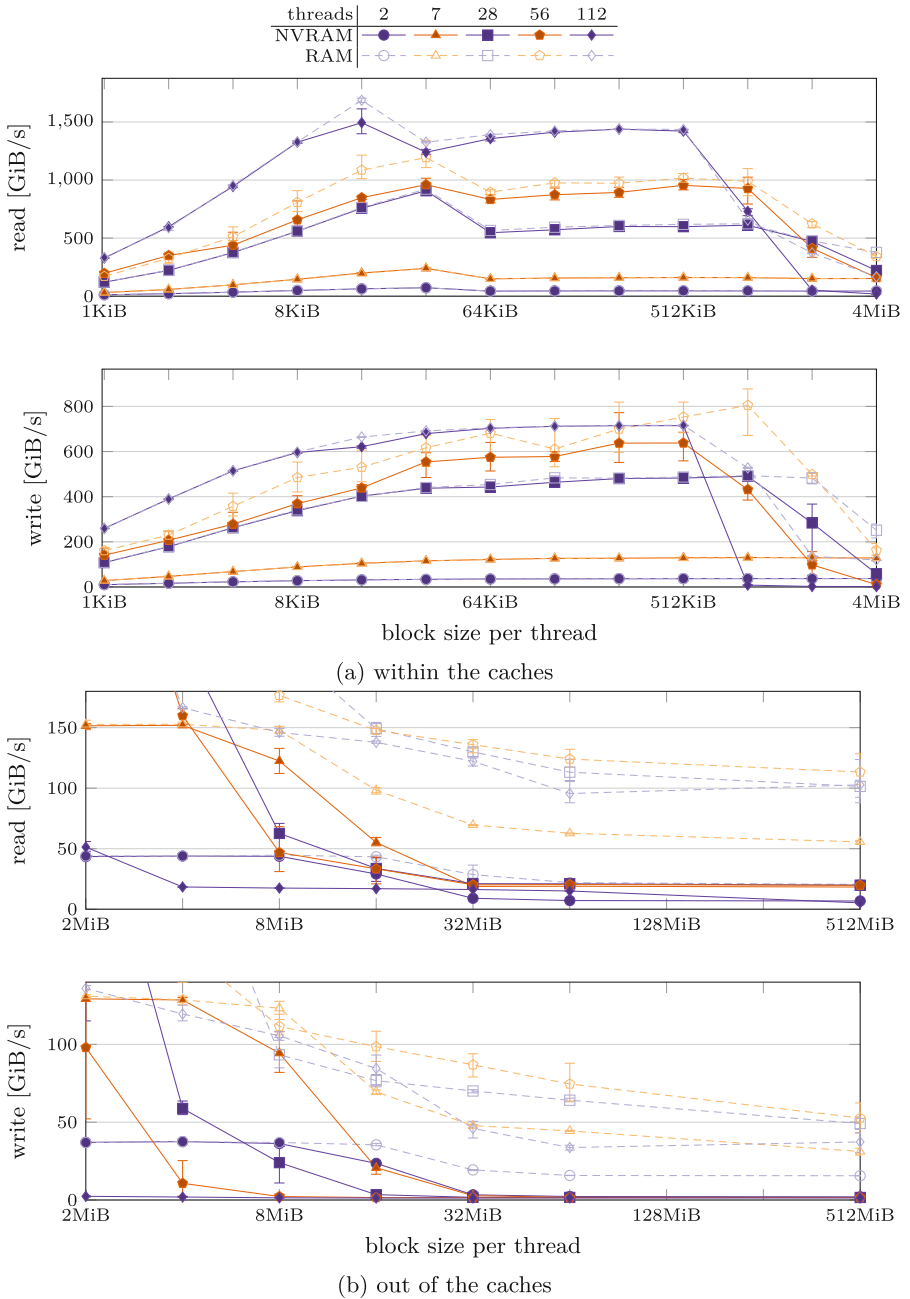 threads 2 7 28 56 112
NVRAM
RAM
read [GiB/s]
1,500
1,000
500
0
1KiB 8KiB 64KiB 512KiB 4MiB
write [GiB/s]
800
600
400
200
0
1KiB 8KiB 64KiB 512KiB 4MiB
block size per thread
(a) within the caches
read [GiB/s]
150
100
50
0
2MiB 8MiB 32MiB 128MiB 512MiB
write [GiB/s]
100
50
0
2MiB 8MiB 32MiB 128MiB 512MiB
block size per thread
(b) out of the caches